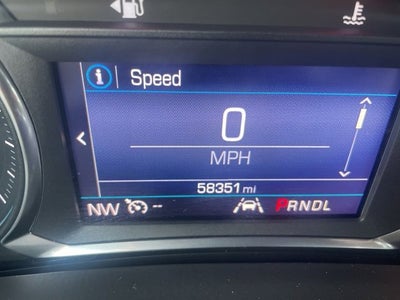 Speed
0
MPH
58351 mi
NW -- PRNDL